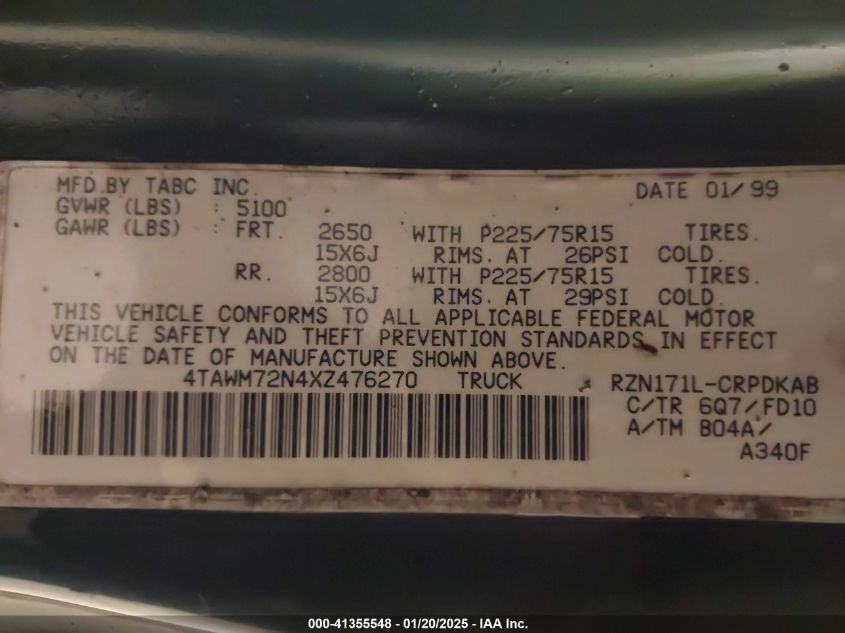 MFD.BY TABC INC. DATE 01/99
GVWR (LBS) : 5100
GAWR (LBS) : FRT. 2650 WITH P225/75R15 TIRES.
15X6J RIMS. AT 26PSI COLD.
RR. 2800 WITH P225/75R15 TIRES.
15X6J RIMS. AT 29PSI COLD.
THIS VEHICLE CONFORMS TO ALL APPLICABLE FEDERAL MOTOR
VEHICLE SAFETY AND THEFT PREVENTION STANDARDS IN EFFECT
ON THE DATE OF MANUFACTURE SHOWN ABOVE.
4TAWM72N4XZ476270 TRUCK RZN171L-CRPDKAB
C/TR 6Q7/FD10
A/TM B04A/
A340F
000-41355548 - 01/20/2025 - IAA Inc.